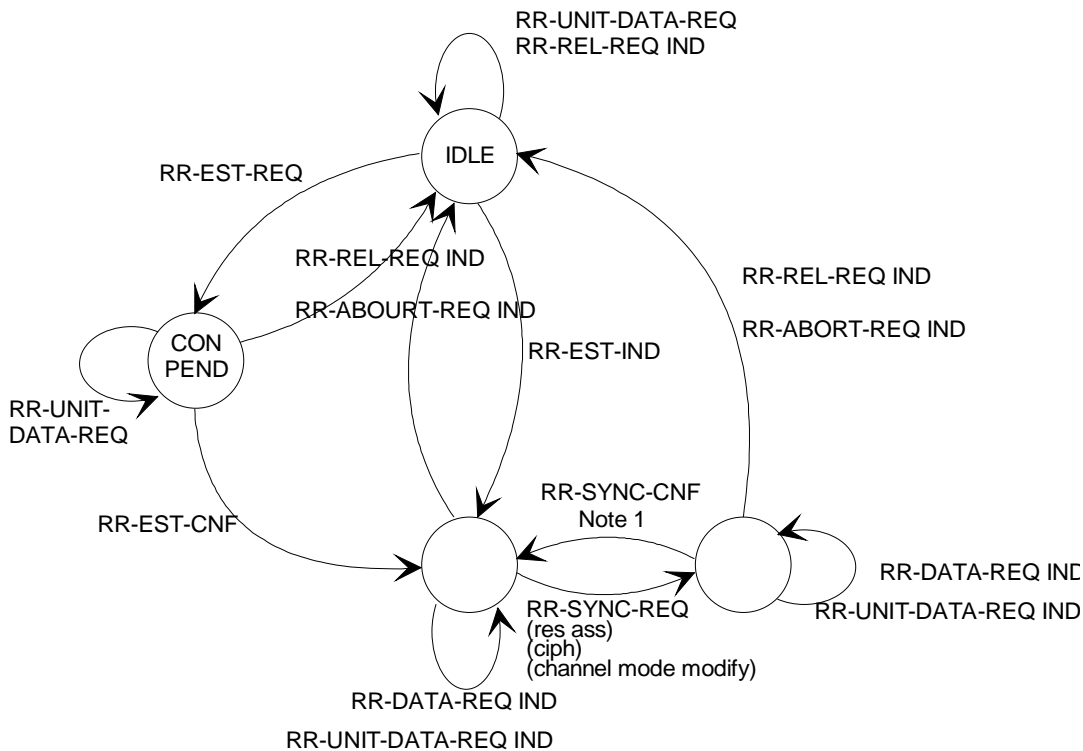 RR-UNIT-DATA-REQ
RR-REL-REQ IND
IDLE
RR-EST-REQ
RR-REL-REQ IND
RR-ABOURT-REQ IND
RR-REL-REQ IND
RR-ABORT-REQ IND
CON
PEND
RR-EST-IND
RR-UNIT-
DATA-REQ
RR-EST-CNF
RR-SYNC-CNF
Note 1
RR-DATA-REQ IND
RR-UNIT-DATA-REQ IND
RR-SYNC-REQ
(res ass)
(ciph)
(channel mode modify)
RR-DATA-REQ IND
RR-UNIT-DATA-REQ IND